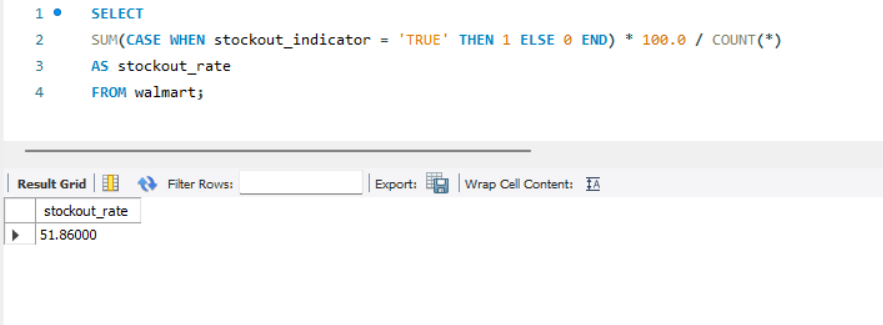 1 SELECT
2 SUM(CASE WHEN stockout_indicator = 'TRUE' THEN 1 ELSE 0 END) * 100.0 / COUNT(*)
3 AS stockout_rate
4 FROM walmart;
Result Grid Filter Rows: Export: Wrap Cell Content: IA
stockout_rate
51.86000